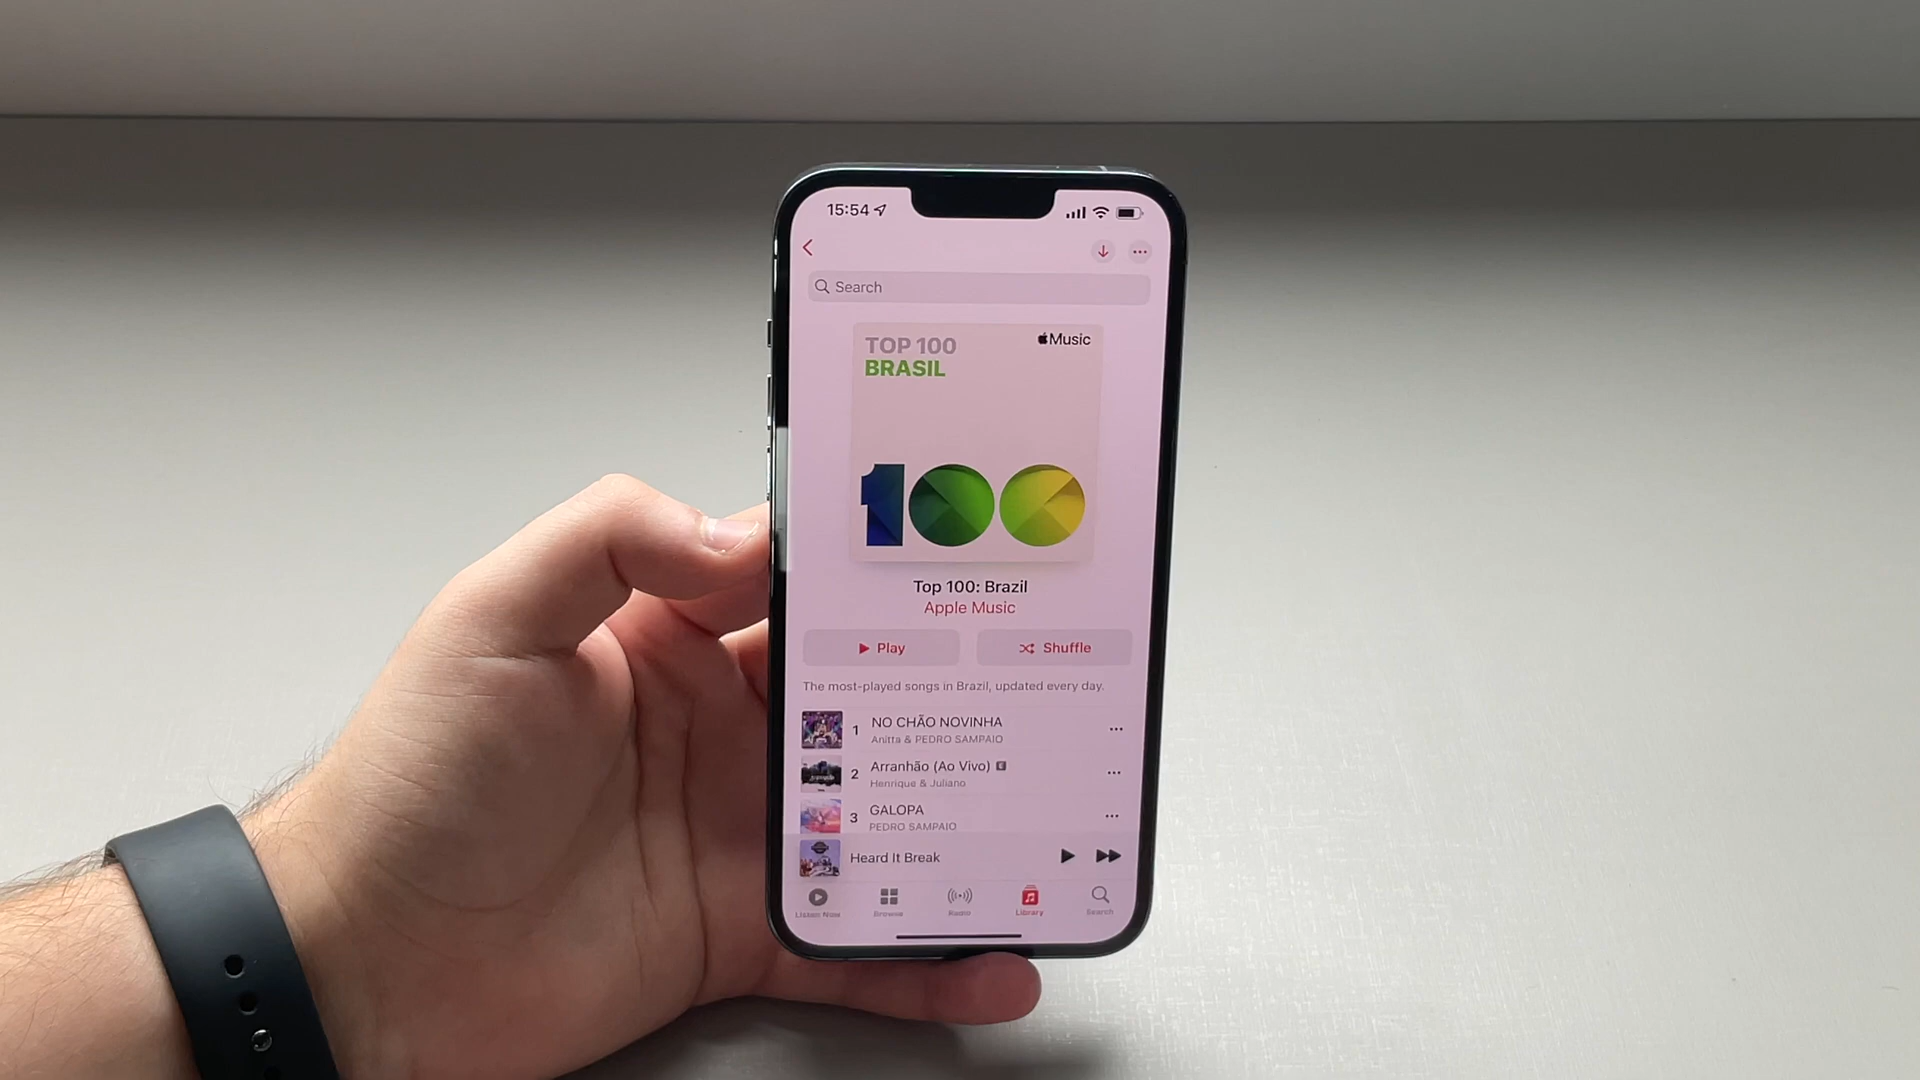 15:54
Search
TOP 100
Music
BRASIL
100
Top 100: Brazil
Apple Music
Play
Shuffle
The most-played songs in Brazil, updated every day.
1 NO CHÃO NOVINHA
Anitta & PEDRO SAMPAIO
2 Arranhão (Ao Vivo) E
Henrique & Juliano
3 GALOPA
PEDRO SAMPAIO
Heard It Break
Listen Now Browse Radio Library Search